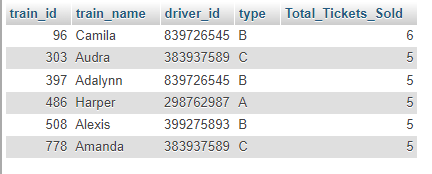 train_id train_name driver_id type Total_Tickets_Sold
96 Camila 839726545 B 6
303 Audra 383937589 C 5
397 Adalynn 839726545 B 5
486 Harper 298762987 A 5
508 Alexis 399275893 B 5
778 Amanda 383937589 C 5